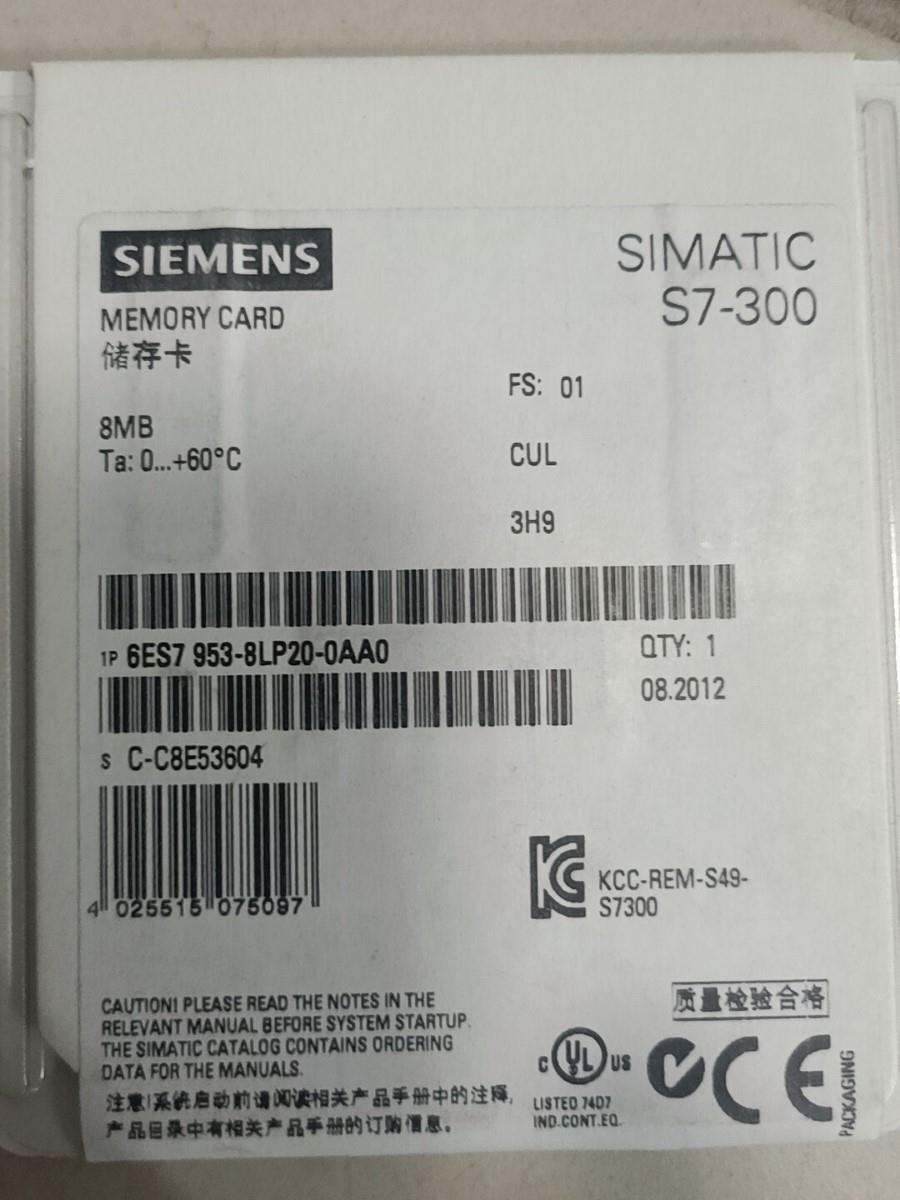 SIEMENS
SIMATIC
S7-300
MEMORY CARD
储存卡
FS: 01
8MB
Ta: 0...+60°C
CUL
3H9
1P 6ES7 953-8LP20-0AA0
QTY: 1
08.2012
S C-C8E53604
4 025515 075097
KCC-REM-S49-
S7300
CAUTION! PLEASE READ THE NOTES IN THE
RELEVANT MANUAL BEFORE SYSTEM STARTUP.
THE SIMATIC CATALOG CONTAINS ORDERING
DATA FOR THE MANUALS.
注意!系统启动前请阅读相关产品手册中的注释,
产品目录中有相关产品手册的订购信息。
质量检验合格
C UL US
LISTED 74D7
IND.CONT.EQ.
CE
PACKAGING